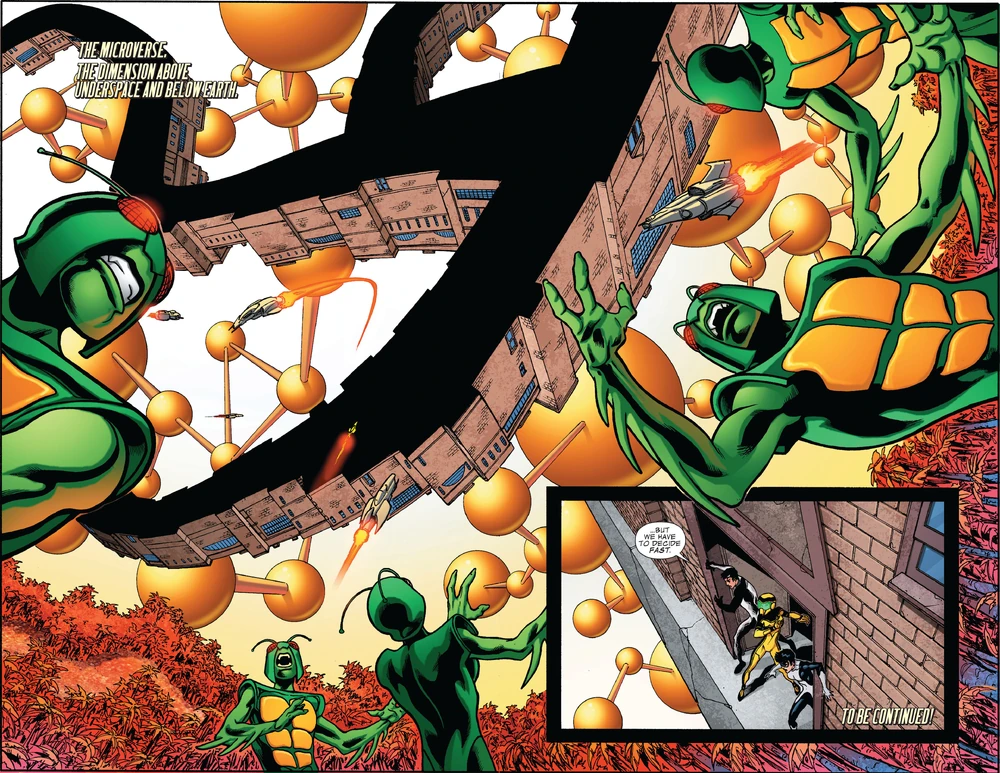 THE MICROVERSE.
THE DIMENSION ABOVE
UNDERSPACE AND BELOW EARTH.
...BUT
WE HAVE
TO DECIDE
FAST.
TO BE CONTINUED!